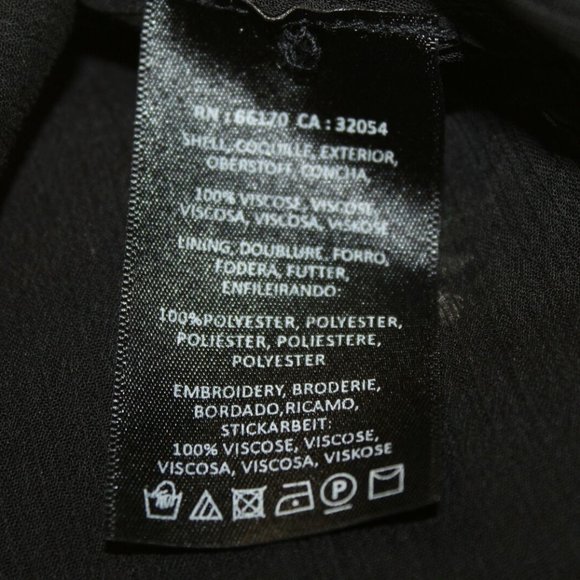 RN : 66170 CA : 32054
SHELL,COQUILLE, EXTERIOR,
OBERSTOFF, CONCHA,
100% VISCOSE, VISCOSE,
VISCOSA, VISCOSA, VISKOSE
LINING, DOUBLURE, FORRO,
FODERA, FUTTER,
ENFILEIRANDO:
100%POLYESTER, POLYESTER,
POLIÉSTER, POLIESTERE,
POLYESTER
EMBROIDERY, BRODERIE,
BORDADO,RICAMO,
STICKARBEIT:
100% VISCOSE, VISCOSE,
VISCOSA, VISCOSA, VISKOSE
P